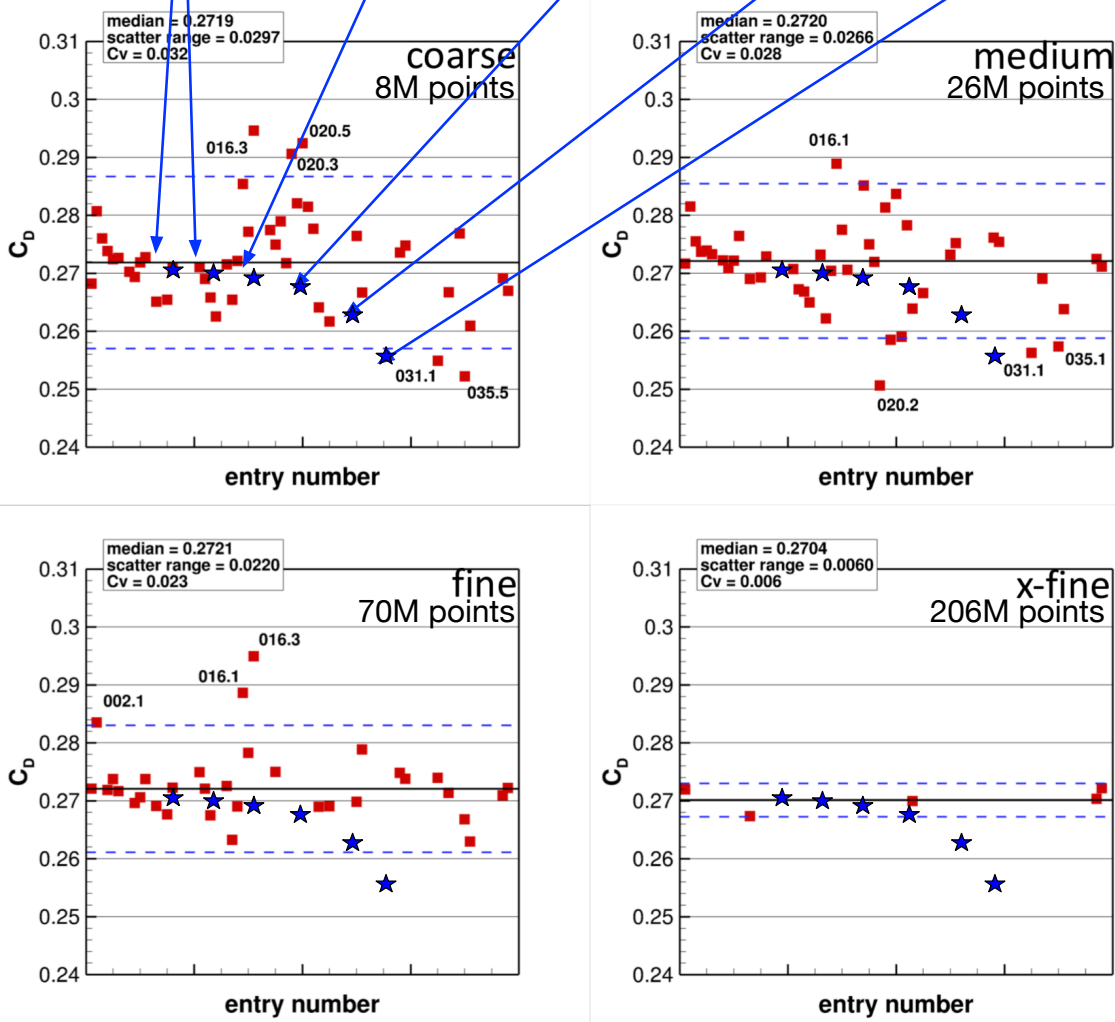 median = 0.2719
scatter range = 0.0297
Cv = 0.032
coarse
8M points
0.31
0.3
0.29
0.28
0.27
0.26
0.25
0.24
C_D
016.3
020.5
020.3
031.1
035.5
entry number
median = 0.2720
scatter range = 0.0266
Cv = 0.028
medium
26M points
0.31
0.3
0.29
0.28
0.27
0.26
0.25
0.24
C_D
016.1
020.2
031.1
035.1
entry number
median = 0.2721
scatter range = 0.0220
Cv = 0.023
fine
70M points
0.31
0.3
0.29
0.28
0.27
0.26
0.25
0.24
C_D
002.1
016.1
016.3
entry number
median = 0.2704
scatter range = 0.0060
Cv = 0.006
x-fine
206M points
0.31
0.3
0.29
0.28
0.27
0.26
0.25
0.24
C_D
entry number